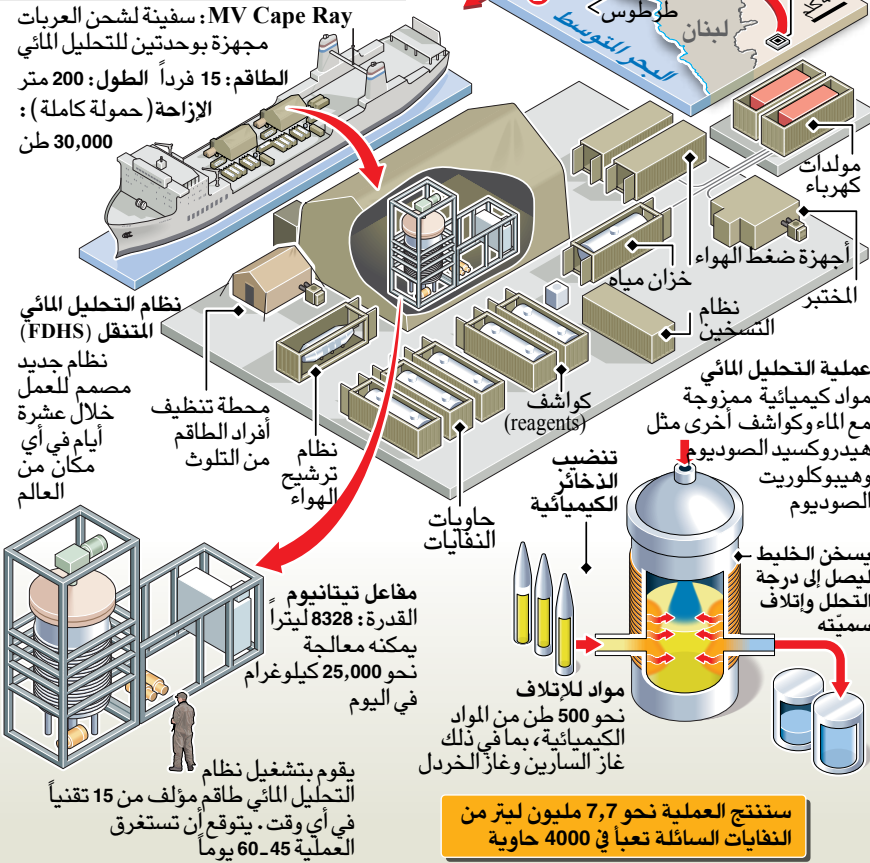 MV Cape Ray: سفينة لشحن العربات
مجهزة بوحدتين للتحليل المائي
الطاقم: 15 فرداً الطول: 200 متر
الإزاحة (حمولة كاملة):
30,000 طن
طرطوس
لبنان
البحر المتوسط
مولدات
كهرباء
أجهزة ضغط الهواء
المختبر
خزان مياه
نظام
التسخين
كواشف
(reagents)
حاويات
النفايات
نظام
ترشيح
الهواء
محطة تنظيف
أفراد الطاقم
من التلوث
نظام التحليل المائي
المتنقل (FDHS)
نظام جديد
مصمم للعمل
خلال عشرة
أيام في أي
مكان من
العالم
عملية التحليل المائي
مواد كيميائية ممزوجة
مع الماء وكواشف أخرى مثل
هيدروكسيد الصوديوم
وهيبوكلوريت
الصوديوم
تنضيب
الذخائر
الكيميائية
يسخن الخليط
ليصل إلى درجة
التحلل وإتلاف
سميّته
مفاعل تيتانيوم
القدرة: 8328 ليتراً
يمكنه معالجة
نحو 25,000 كيلوغرام
في اليوم
مواد للإتلاف
نحو 500 طن من المواد
الكيميائية، بما في ذلك
غاز السارين وغاز الخردل
يقوم بتشغيل نظام
التحليل المائي طاقم مؤلف من 15 تقنياً
في أي وقت. يتوقع أن تستغرق
العملية 45 ـ 60 يوماً
ستنتج العملية نحو 7,7 مليون ليتر من
النفايات السائلة تعبأ في 4000 حاوية